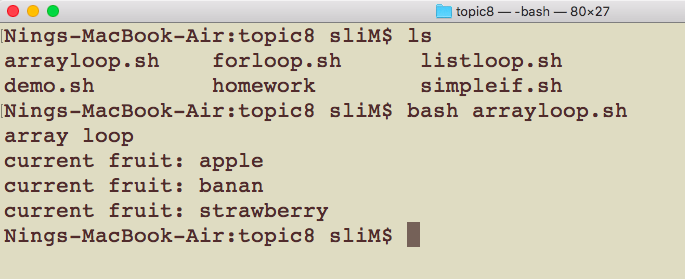 topic8 — -bash — 80×27
Nings-MacBook-Air:topic8 sliM$ ls
arrayloop.sh    forloop.sh      listloop.sh
demo.sh         homework        simpleif.sh
Nings-MacBook-Air:topic8 sliM$ bash arrayloop.sh
array loop
current fruit: apple
current fruit: banan
current fruit: strawberry
Nings-MacBook-Air:topic8 sliM$